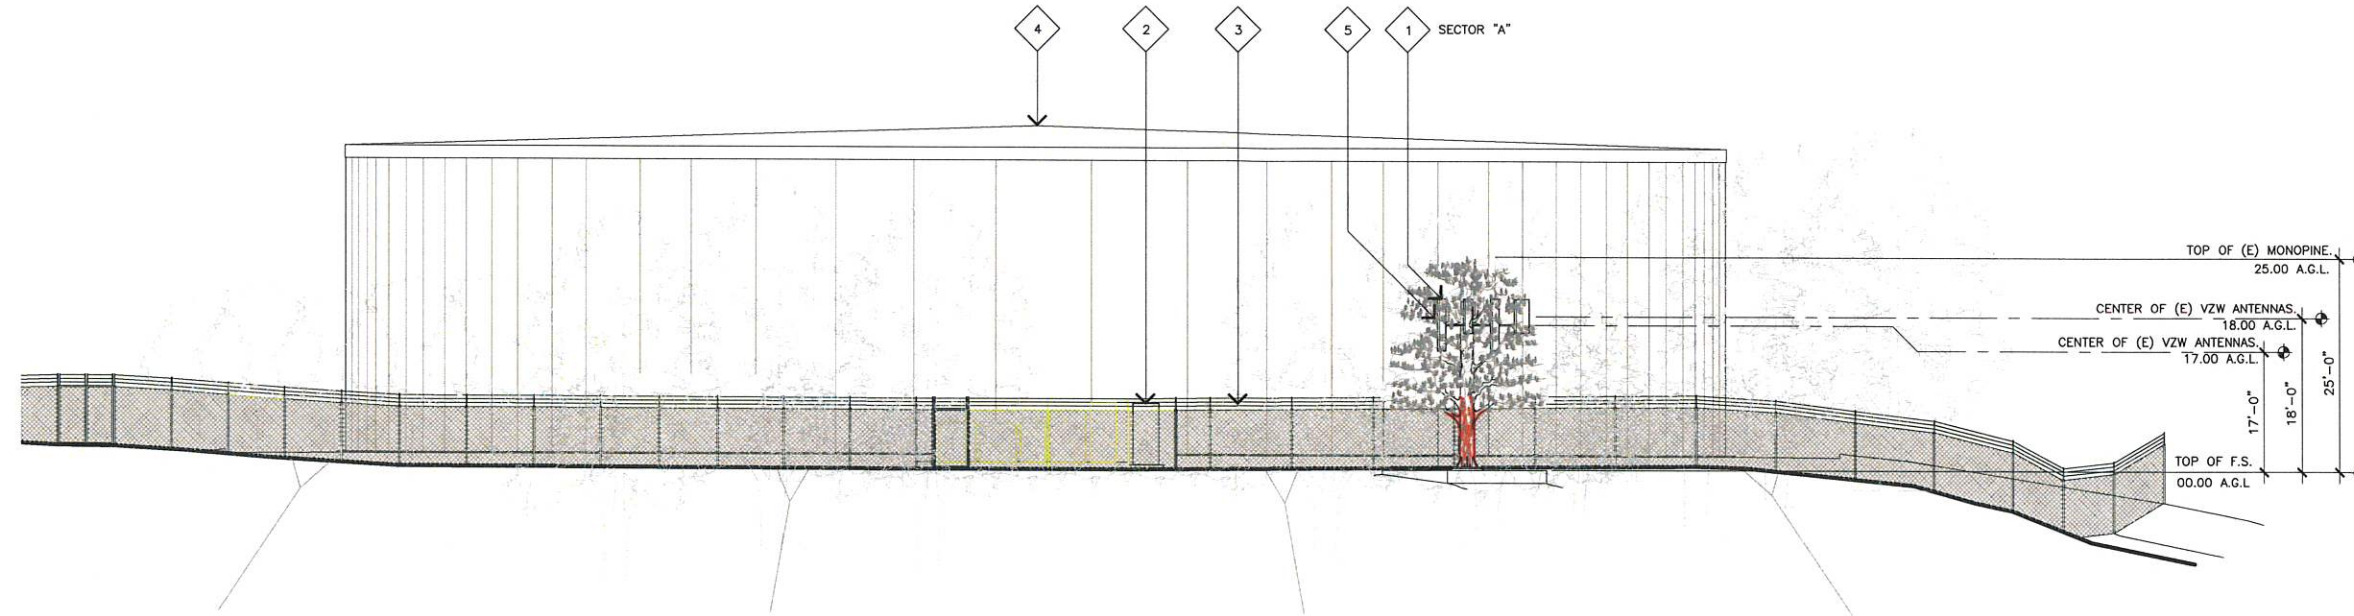 4
2
3
5
1 SECTOR "A"
TOP OF (E) MONOPINE.
25.00 A.G.L.
CENTER OF (E) VZW ANTENNAS.
18.00 A.G.L.
CENTER OF (E) VZW ANTENNAS.
17.00 A.G.L.
17'-0"
18'-0"
25'-0"
TOP OF F.S.
00.00 A.G.L